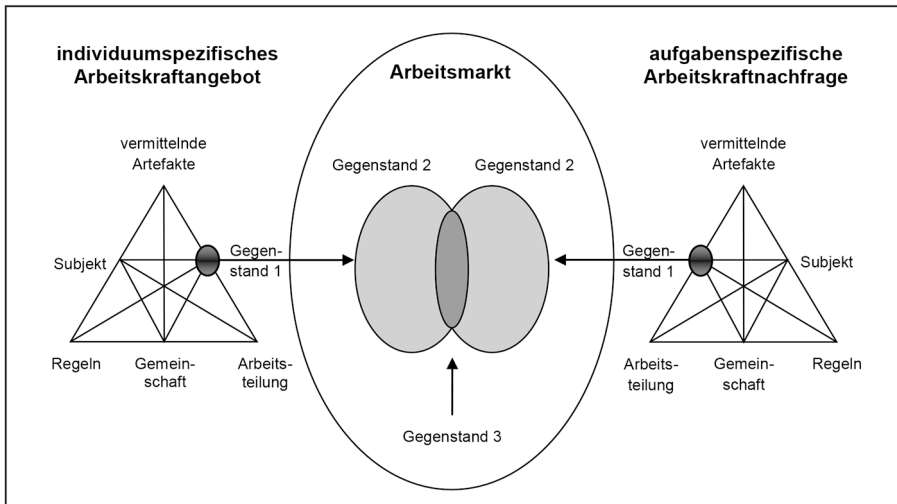 individuumspezifisches
Arbeitskraftangebot
Arbeitsmarkt
aufgabenspezifische
Arbeitskraftnachfrage
vermittelnde
Artefakte
Subjekt
Gegen-
stand 1
Regeln
Gemein-
schaft
Arbeits-
teilung
Gegenstand 2
Gegenstand 2
Gegenstand 3
vermittelnde
Artefakte
Gegen-
stand 1
Subjekt
Arbeits-
teilung
Gemein-
schaft
Regeln